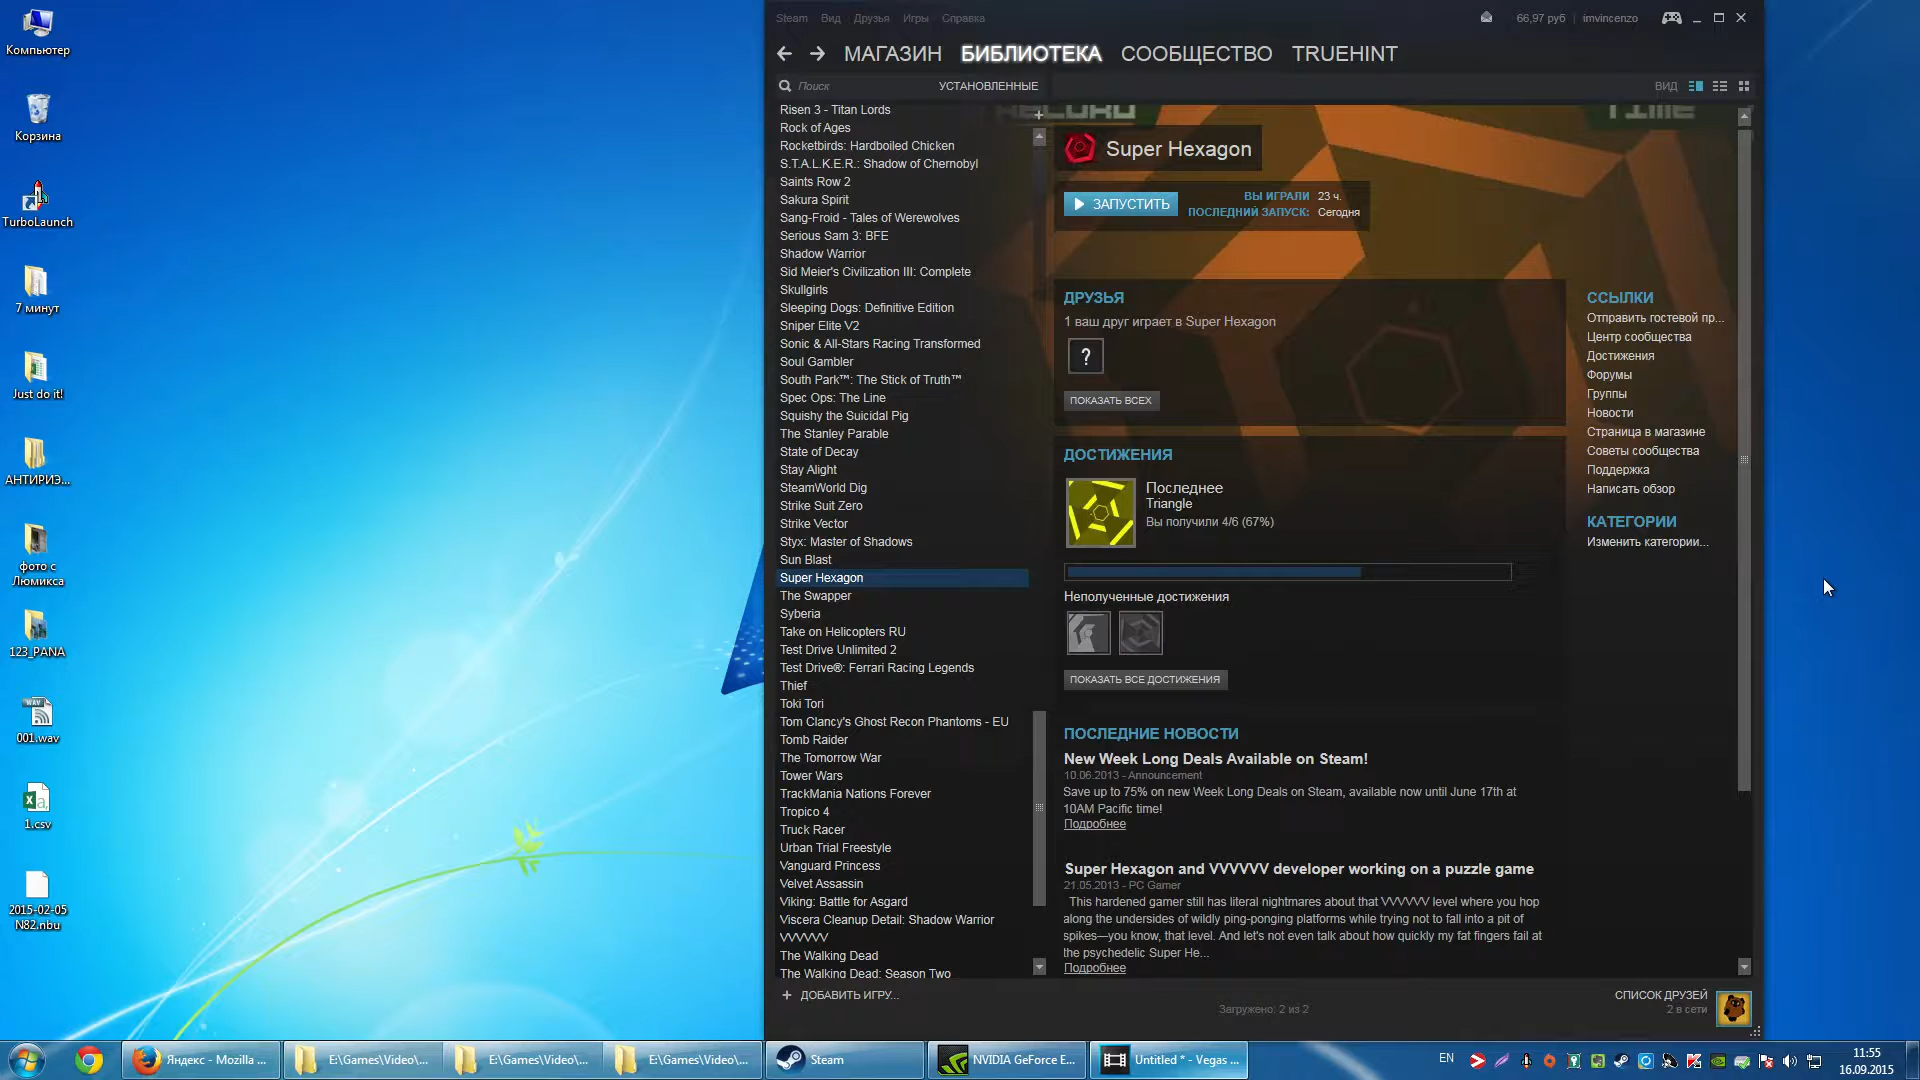 Компьютер
Корзина
TurboLaunch
7 минут
Just do it!
АНТИРИЭ...
фото с
Люмикса
123_PANA
001.wav
1.csv
2015-02-05
N82.nbu
Steam Вид Друзья Игры Справка
66,97 руб imvincenzo
МАГАЗИН БИБЛИОТЕКА СООБЩЕСТВО TRUEHINT
Поиск УСТАНОВЛЕННЫЕ
ВИД
Risen 3 - Titan Lords
Rock of Ages
Rocketbirds: Hardboiled Chicken
S.T.A.L.K.E.R.: Shadow of Chernobyl
Saints Row 2
Sakura Spirit
Sang-Froid - Tales of Werewolves
Serious Sam 3: BFE
Shadow Warrior
Sid Meier's Civilization III: Complete
Skullgirls
Sleeping Dogs: Definitive Edition
Sniper Elite V2
Sonic & All-Stars Racing Transformed
Soul Gambler
South Park™: The Stick of Truth™
Spec Ops: The Line
Squishy the Suicidal Pig
The Stanley Parable
State of Decay
Stay Alight
SteamWorld Dig
Strike Suit Zero
Strike Vector
Styx: Master of Shadows
Sun Blast
Super Hexagon
The Swapper
Syberia
Take on Helicopters RU
Test Drive Unlimited 2
Test Drive®: Ferrari Racing Legends
Thief
Toki Tori
Tom Clancy's Ghost Recon Phantoms - EU
Tomb Raider
The Tomorrow War
Tower Wars
TrackMania Nations Forever
Tropico 4
Truck Racer
Urban Trial Freestyle
Vanguard Princess
Velvet Assassin
Viking: Battle for Asgard
Viscera Cleanup Detail: Shadow Warrior
VVVVVV
The Walking Dead
The Walking Dead: Season Two
ДОБАВИТЬ ИГРУ...
RECORD TIME
Super Hexagon
ЗАПУСТИТЬ
ВЫ ИГРАЛИ 23 ч.
ПОСЛЕДНИЙ ЗАПУСК: Сегодня
ДРУЗЬЯ
1 ваш друг играет в Super Hexagon
?
ПОКАЗАТЬ ВСЕХ
ДОСТИЖЕНИЯ
Последнее
Triangle
Вы получили 4/6 (67%)
Неполученные достижения
ПОКАЗАТЬ ВСЕ ДОСТИЖЕНИЯ
ПОСЛЕДНИЕ НОВОСТИ
New Week Long Deals Available on Steam!
10.06.2013 - Announcement
Save up to 75% on new Week Long Deals on Steam, available now until June 17th at
10AM Pacific time!
Подробнее
Super Hexagon and VVVVVV developer working on a puzzle game
21.05.2013 - PC Gamer
This hardened gamer still has literal nightmares about that VVVVVV level where you hop
along the undersides of wildly ping-ponging platforms while trying not to fall into a pit of
spikes—you know, that level. And let's not even talk about how quickly my fat fingers fail at
the psychedelic Super He...
Подробнее
ССЫЛКИ
Отправить гостевой пр...
Центр сообщества
Достижения
Форумы
Группы
Новости
Страница в магазине
Советы сообщества
Поддержка
Написать обзор
КАТЕГОРИИ
Изменить категории...
Загружено: 2 из 2
СПИСОК ДРУЗЕЙ
2 в сети
Яндекс - Mozilla ...
E:\Games\Video\...
E:\Games\Video\...
E:\Games\Video\...
Steam
NVIDIA GeForce E...
Untitled * - Vegas ...
EN
11:55
16.09.2015